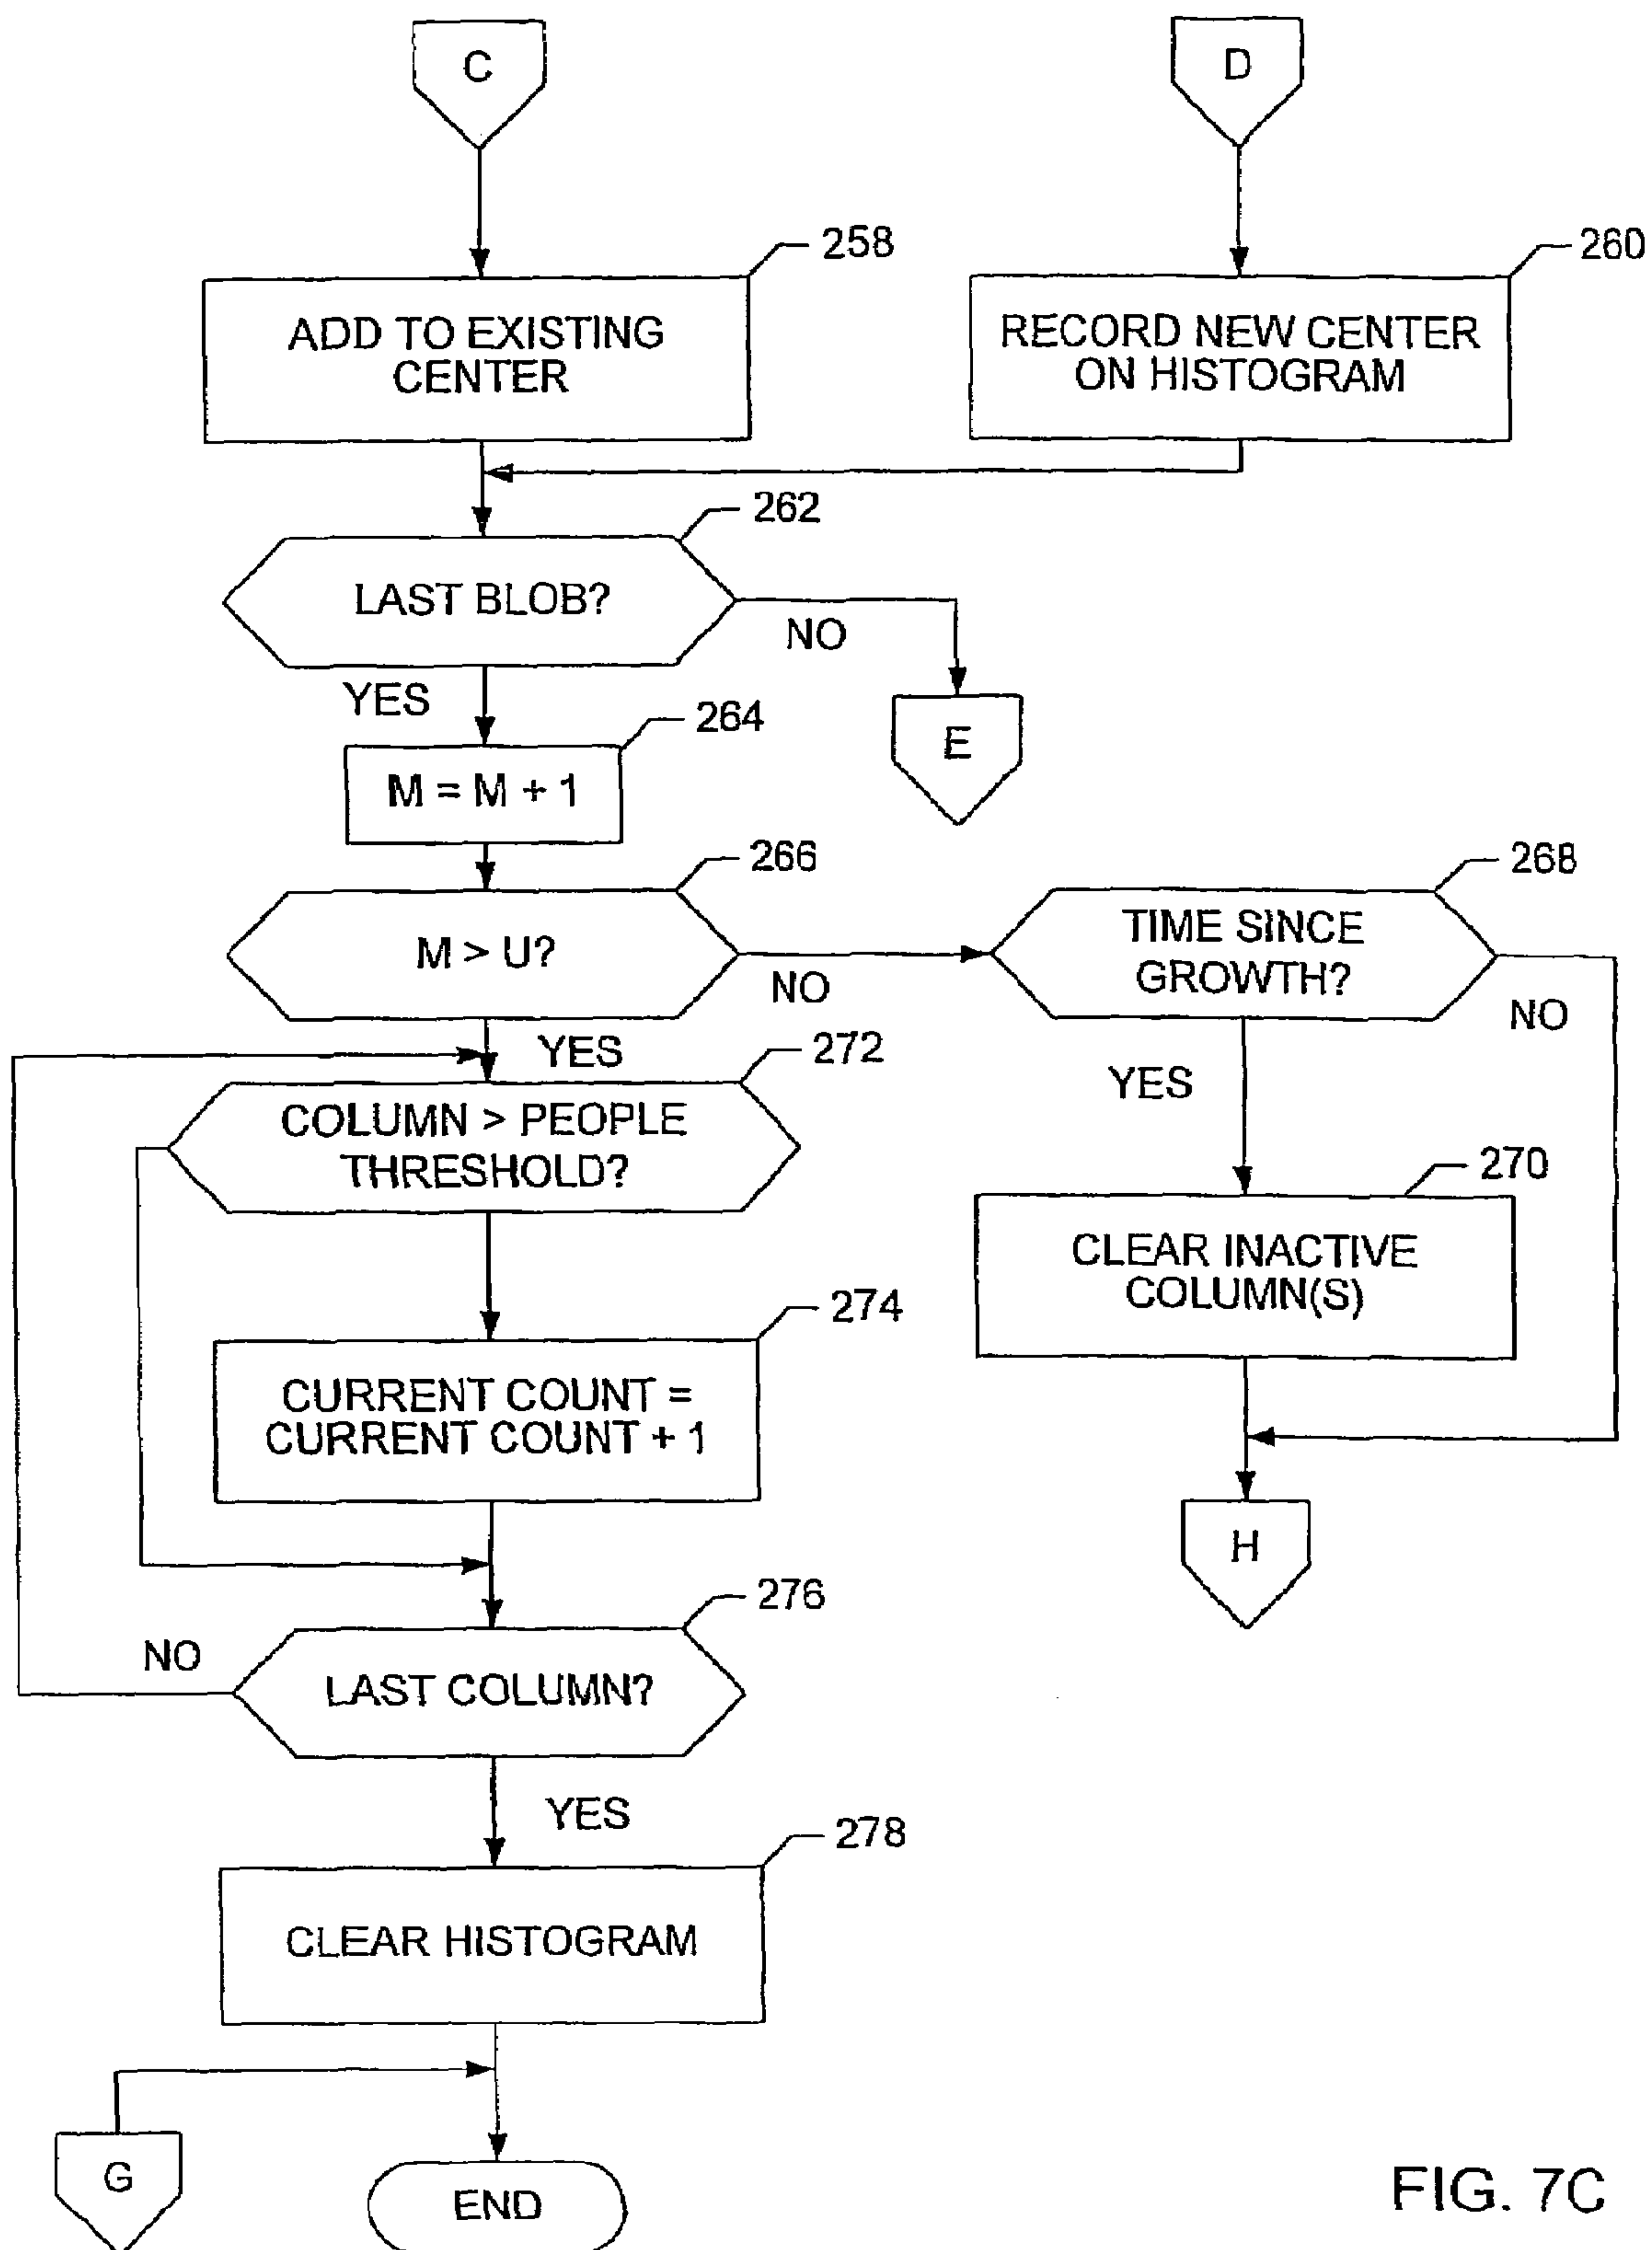 C
D
258
260
ADD TO EXISTING
CENTER
RECORD NEW CENTER
ON HISTOGRAM
262
LAST BLOB?
NO
YES
264
E
M = M + 1
266
268
M > U?
NO
TIME SINCE
GROWTH?
NO
YES
272
YES
COLUMN > PEOPLE
THRESHOLD?
270
CLEAR INACTIVE
COLUMN(S)
274
CURRENT COUNT =
CURRENT COUNT + 1
H
276
NO
LAST COLUMN?
YES
278
CLEAR HISTOGRAM
G
END
FIG. 7C